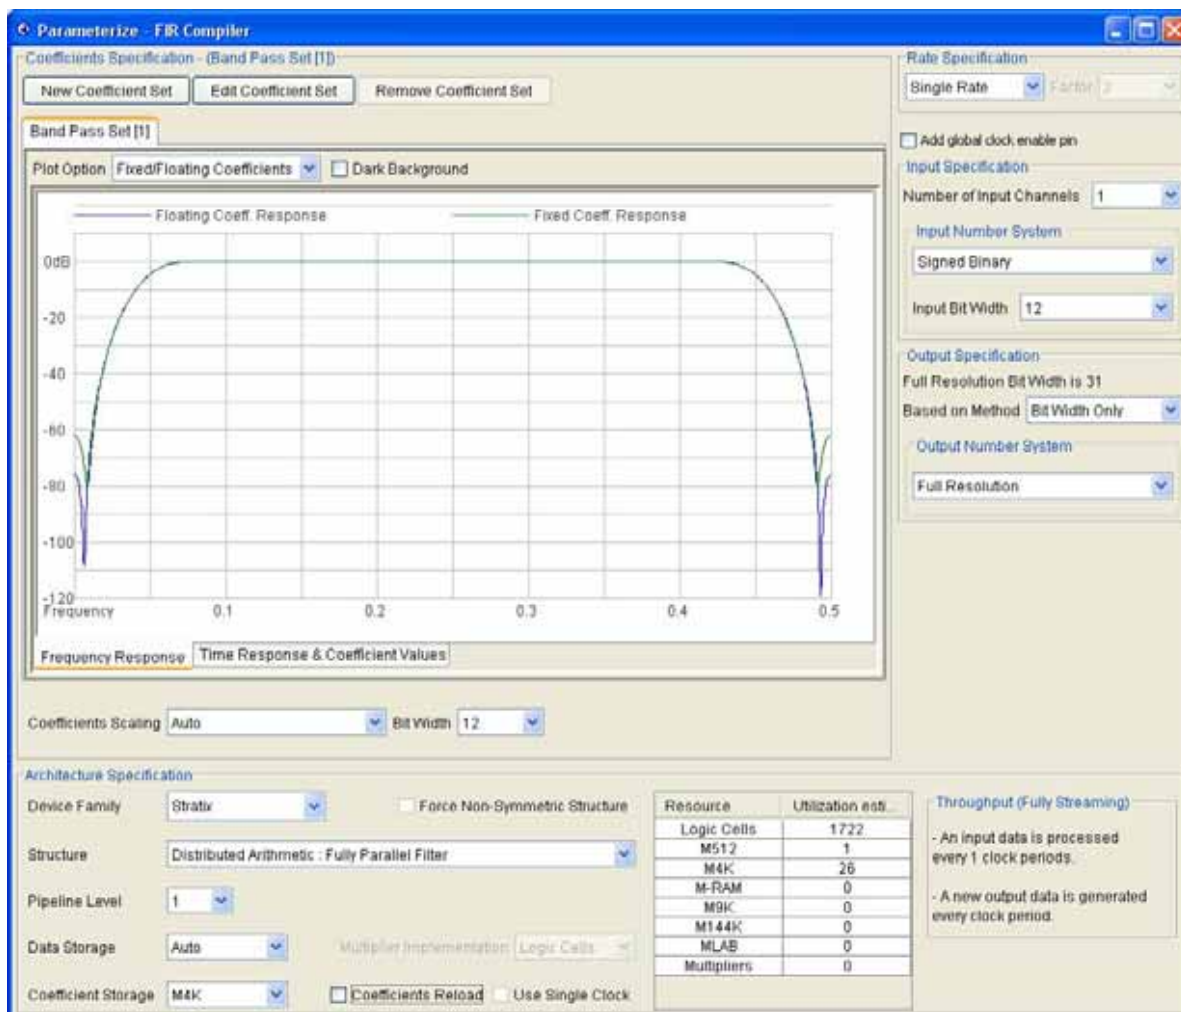 Parameterize - FIR Compiler
Coefficients Specification - (Band Pass Set [1])
New Coefficient Set
Edit Coefficient Set
Remove Coefficient Set
Band Pass Set [1]
Plot Option
Fixed/Floating Coefficients
Dark Background
Floating Coeff. Response
Fixed Coeff. Response
0dB
-20
-40
-60
-80
-100
-120
Frequency
0.1
0.2
0.3
0.4
0.5
Frequency Response
Time Response & Coefficient Values
Coefficients Scaling
Auto
Bit Width
12
Rate Specification
Single Rate
Factor
2
Add global clock enable pin
Input Specification
Number of Input Channels
1
Input Number System
Signed Binary
Input Bit Width
12
Output Specification
Full Resolution Bit Width is 31
Based on Method
Bit Width Only
Output Number System
Full Resolution
Architecture Specification
Device Family
Stratix
Force Non-Symmetric Structure
Structure
Distributed Arithmetic : Fully Parallel Filter
Pipeline Level
1
Data Storage
Auto
Multiplier Implementation
Logic Cells
Coefficient Storage
M4K
Coefficients Reload
Use Single Clock
Resource
Utilization esti...
Logic Cells
1722
M512
1
M4K
26
M-RAM
0
M9K
0
M144K
0
MLAB
0
Multipliers
0
Throughput (Fully Streaming)
- An input data is processed
every 1 clock periods.
- A new output data is generated
every clock period.